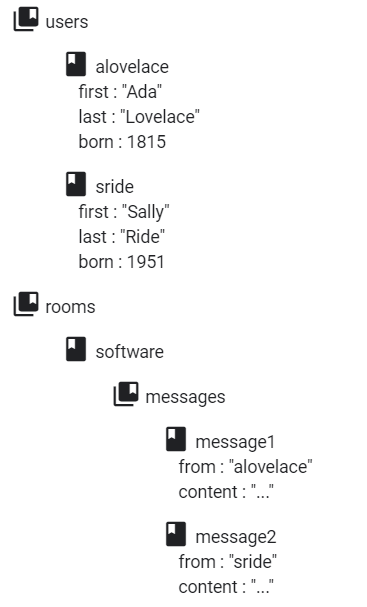 users
alovelace
first : "Ada"
last : "Lovelace"
born : 1815
sride
first : "Sally"
last : "Ride"
born : 1951
rooms
software
messages
message1
from : "alovelace"
content : "..."
message2
from : "sride"
content : "..."